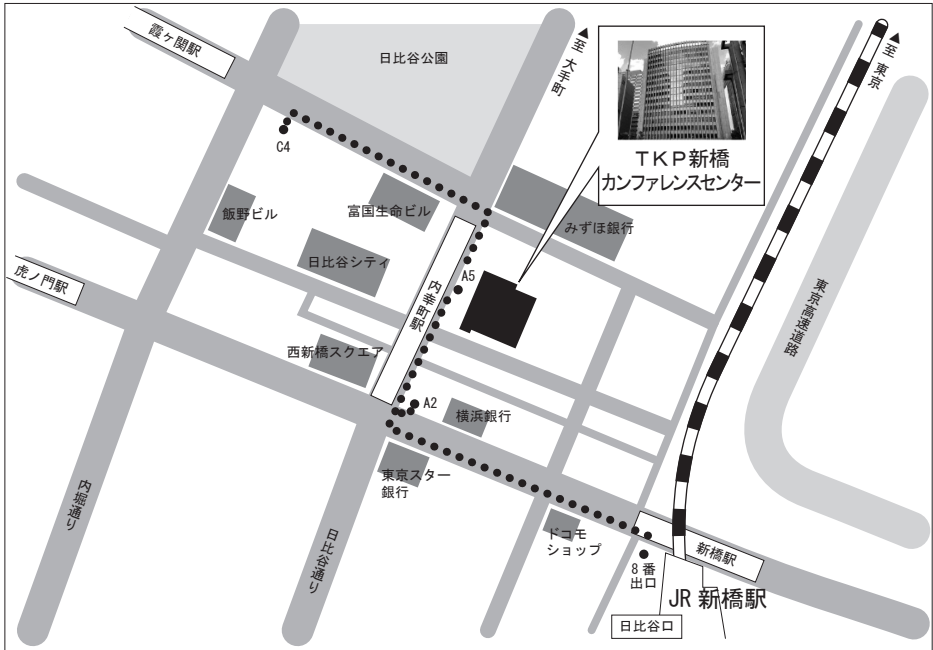 霞ヶ関駅
日比谷公園
▲至 大手町
▲至 東京
TKP新橋
カンファレンスセンター
C4
飯野ビル
富国生命ビル
みずほ銀行
日比谷シティ
虎ノ門駅
内幸町駅
A5
東京高速道路
西新橋スクエア
A2
横浜銀行
東京スター
銀行
内堀通り
日比谷通り
ドコモ
ショップ
8番
出口
新橋駅
JR 新橋駅
日比谷口